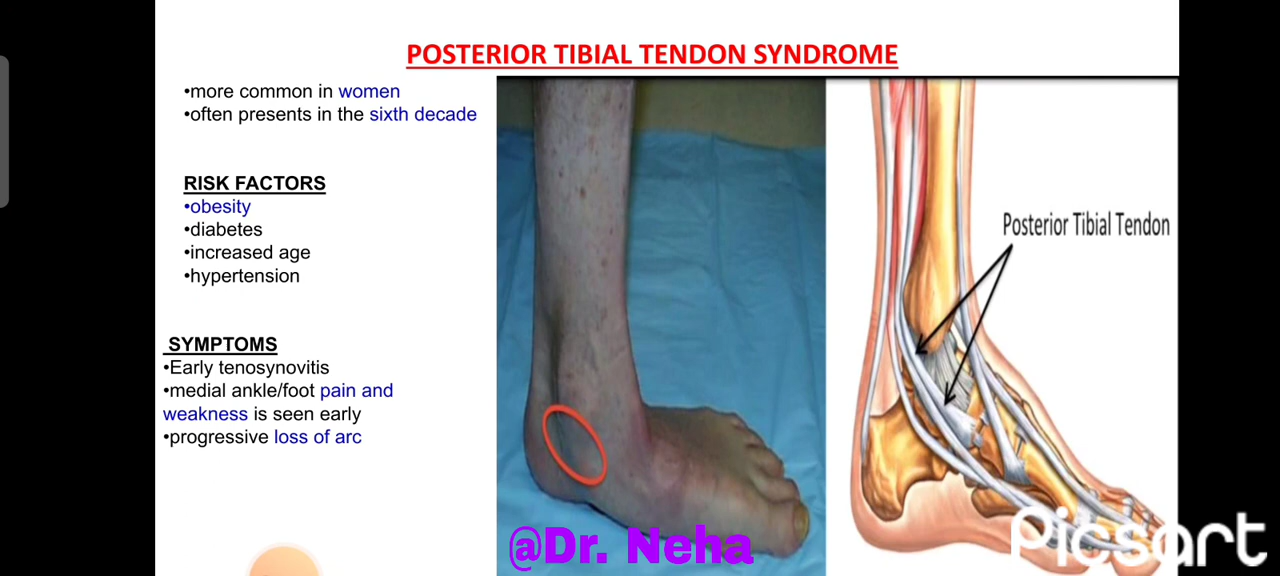 POSTERIOR TIBIAL TENDON SYNDROME
•more common in women
•often presents in the sixth decade
RISK FACTORS
•obesity
•diabetes
•increased age
•hypertension
SYMPTOMS
•Early tenosynovitis
•medial ankle/foot pain and
weakness is seen early
•progressive loss of arc
Posterior Tibial Tendon
@Dr. Neha
Picsart